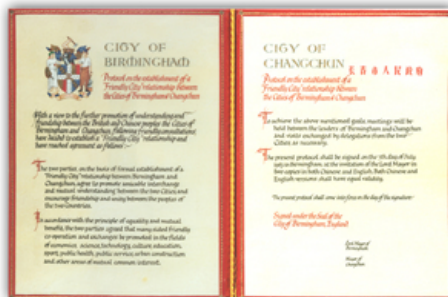 CITY OF
BIRMINGHAM
Protocol on the establishment of a
"Friendly City" relationship between
the Cities of Birmingham and Changchun
With a view to the further promotion of understanding and
friendship between the British and Chinese peoples the Cities of
Birmingham and Changchun, following friendly consultations
have decided to establish a "Friendly City" relationship and
have reached agreement as follows :-
The two parties, on the basis of formal establishment of a
"Friendly City" relationship between Birmingham and
Changchun, agree to promote amicable interchange
and mutual understanding between the two Cities and
encourage friendship and unity between the peoples of
the two Countries.
In accordance with the principle of equality and mutual
benefit, the two parties agreed that many sided friendly
co-operation and exchanges be promoted in the fields
of economics, science, technology, culture, education,
sport, public health, public service, urban construction
and other areas of mutual common interest.
CITY OF
CHANGCHUN 长春市人民政府
Protocol on the establishment of a
"Friendly City" relationship between
the Cities of Birmingham and Changchun
To achieve the above mentioned goals, meetings will be
held between the leaders of Birmingham and Changchun
and visits exchanged by delegations from the two
Cities as necessary.
The present protocol shall be signed on the 4th day of July,
in Birmingham, at the invitation of the Lord Mayor in
two copies in both Chinese and English. Both Chinese and
English versions shall have equal validity.
The present protocol shall come into force on the day of its signature.
Signed under the Seal of the
City of Birmingham, England
Lord Mayor of
Birmingham
Mayor of
Changchun